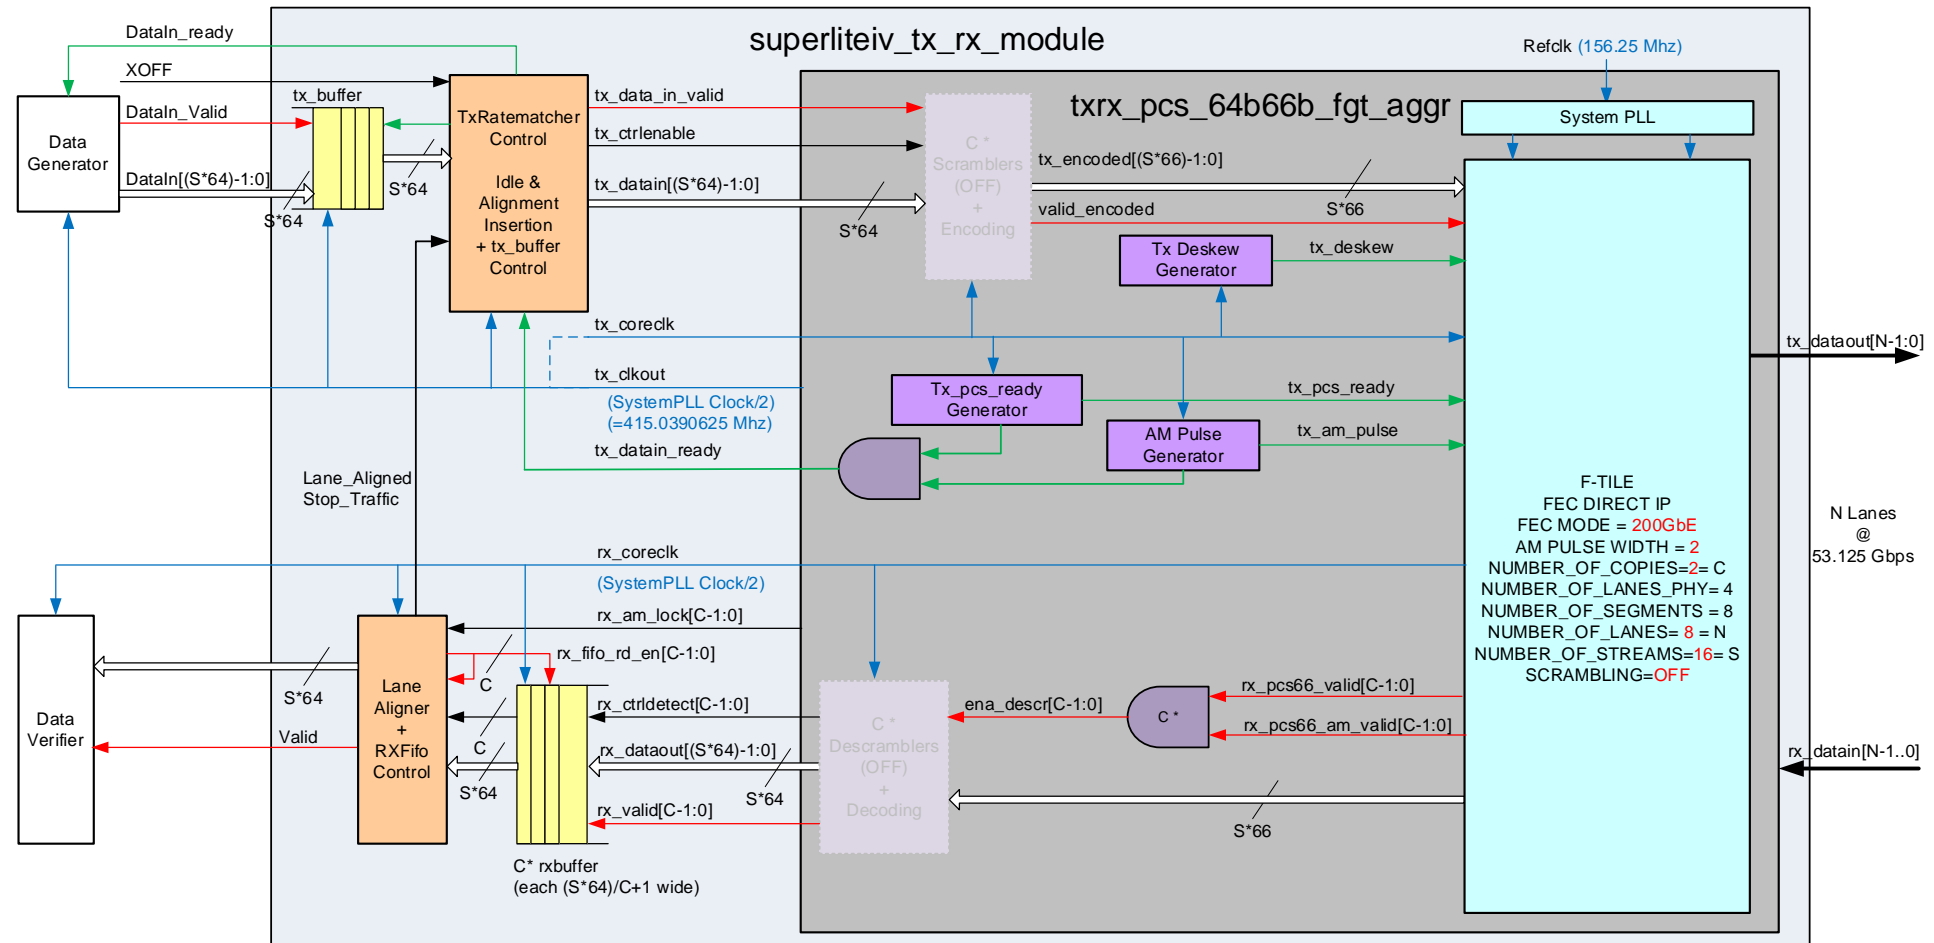 superliteiv_tx_rx_module
DataIn_ready
XOFF
DataIn_Valid
DataIn[(S*64)-1:0]
S*64
Data
Generator
tx_buffer
S*64
TxRatematcher
Control
Idle &
Alignment
Insertion
+ tx_buffer
Control
tx_data_in_valid
tx_ctrlenable
tx_datain[(S*64)-1:0]
S*64
txrx_pcs_64b66b_fgt_aggr
C *
Scramblers
(OFF)
+
Encoding
tx_encoded[(S*66)-1:0]
S*66
valid_encoded
Refclk (156.25 Mhz)
System PLL
Tx Deskew
Generator
tx_deskew
tx_coreclk
tx_clkout
(SystemPLL Clock/2)
(=415.0390625 Mhz)
tx_datain_ready
Tx_pcs_ready
Generator
tx_pcs_ready
AM Pulse
Generator
tx_am_pulse
tx_dataout[N-1:0]
Lane_Aligned
Stop_Traffic
F-TILE
FEC DIRECT IP
FEC MODE = 200GbE
AM PULSE WIDTH = 2
NUMBER_OF_COPIES=2= C
NUMBER_OF_LANES_PHY= 4
NUMBER_OF_SEGMENTS = 8
NUMBER_OF_LANES= 8 = N
NUMBER_OF_STREAMS=16= S
SCRAMBLING=OFF
N Lanes
@
53.125 Gbps
rx_coreclk
(SystemPLL Clock/2)
rx_am_lock[C-1:0]
rx_fifo_rd_en[C-1:0]
C
rx_ctrldetect[C-1:0]
C
rx_dataout[(S*64)-1:0]
S*64
S*64
rx_valid[C-1:0]
C* rxbuffer
(each (S*64)/C+1 wide)
Lane
Aligner
+
RXFifo
Control
S*64
Valid
Data
Verifier
C *
Descramblers
(OFF)
+
Decoding
ena_descr[C-1:0]
C *
rx_pcs66_valid[C-1:0]
rx_pcs66_am_valid[C-1:0]
S*66
rx_datain[N-1..0]